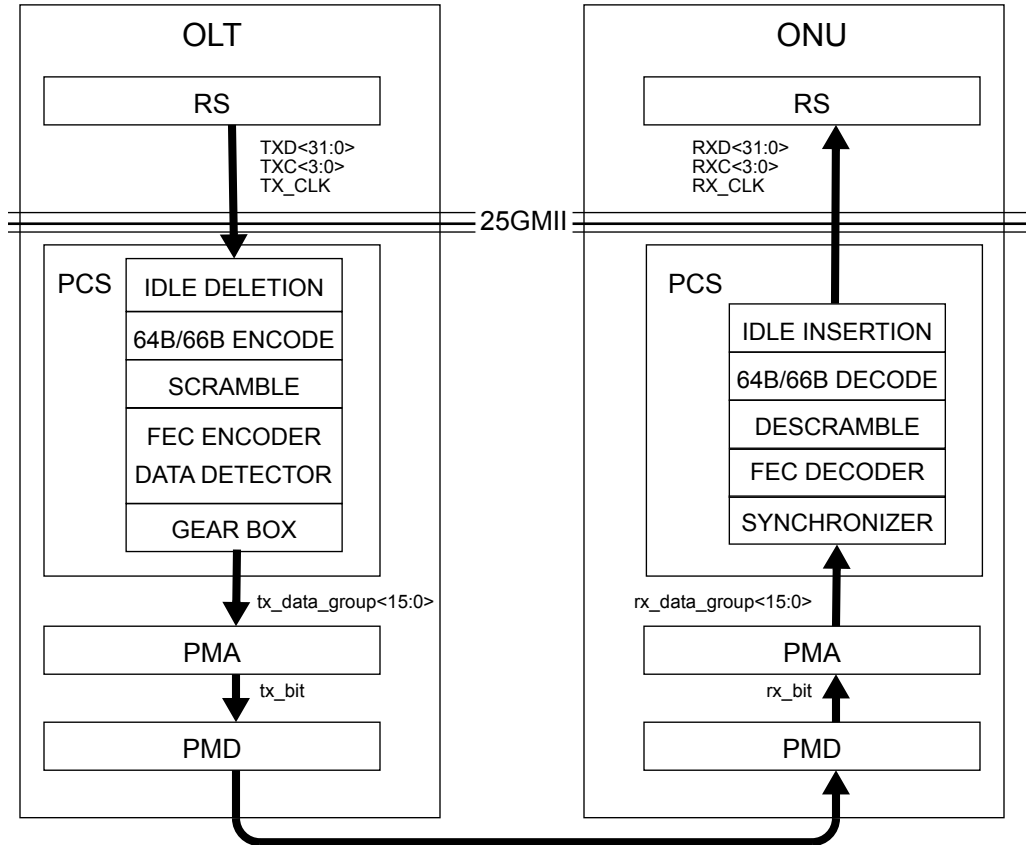 OLT
RS
TXD<31:0>
TXC<3:0>
TX_CLK
25GMII
PCS
IDLE DELETION
64B/66B ENCODE
SCRAMBLE
FEC ENCODER
DATA DETECTOR
GEAR BOX
tx_data_group<15:0>
PMA
tx_bit
PMD
ONU
RS
RXD<31:0>
RXC<3:0>
RX_CLK
PCS
IDLE INSERTION
64B/66B DECODE
DESCRAMBLE
FEC DECODER
SYNCHRONIZER
rx_data_group<15:0>
PMA
rx_bit
PMD